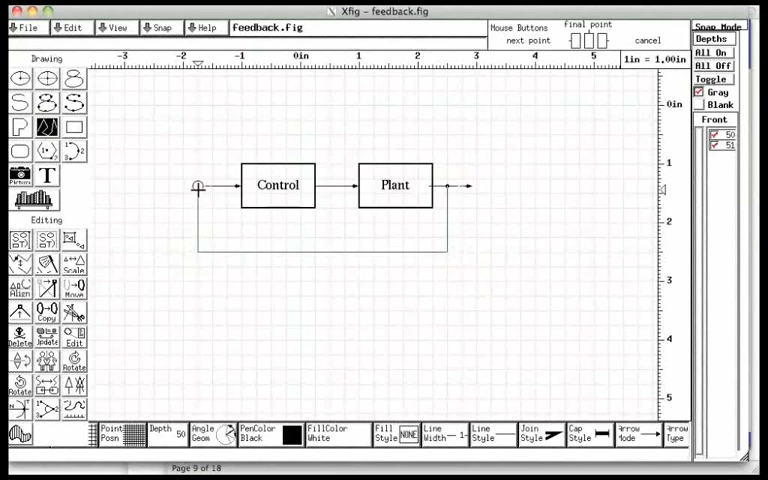 Xfig - feedback.fig
File Edit View Snap Help feedback.fig
Mouse Buttons
final point
next point cancel
Snap Mode
Drawing
-3 -2 -1 0in 1 2 3 4 5
1in = 1.00in
Depths
All On
All Off
Toggle
Gray
Blank
Front
50
51
0in
1
2
3
4
5
Control
Plant
Picture
T
Editing
Scale
Align
Move
Copy
Delete Update Edit
Rotate
Rotate
Point Posn
Depth 50
Angle Geom
PenColor Black
FillColor White
Fill Style NONE
Line Width 1
Line Style
Join Style
Cap Style
Arrow Mode
Arrow Type
Page 9 of 18